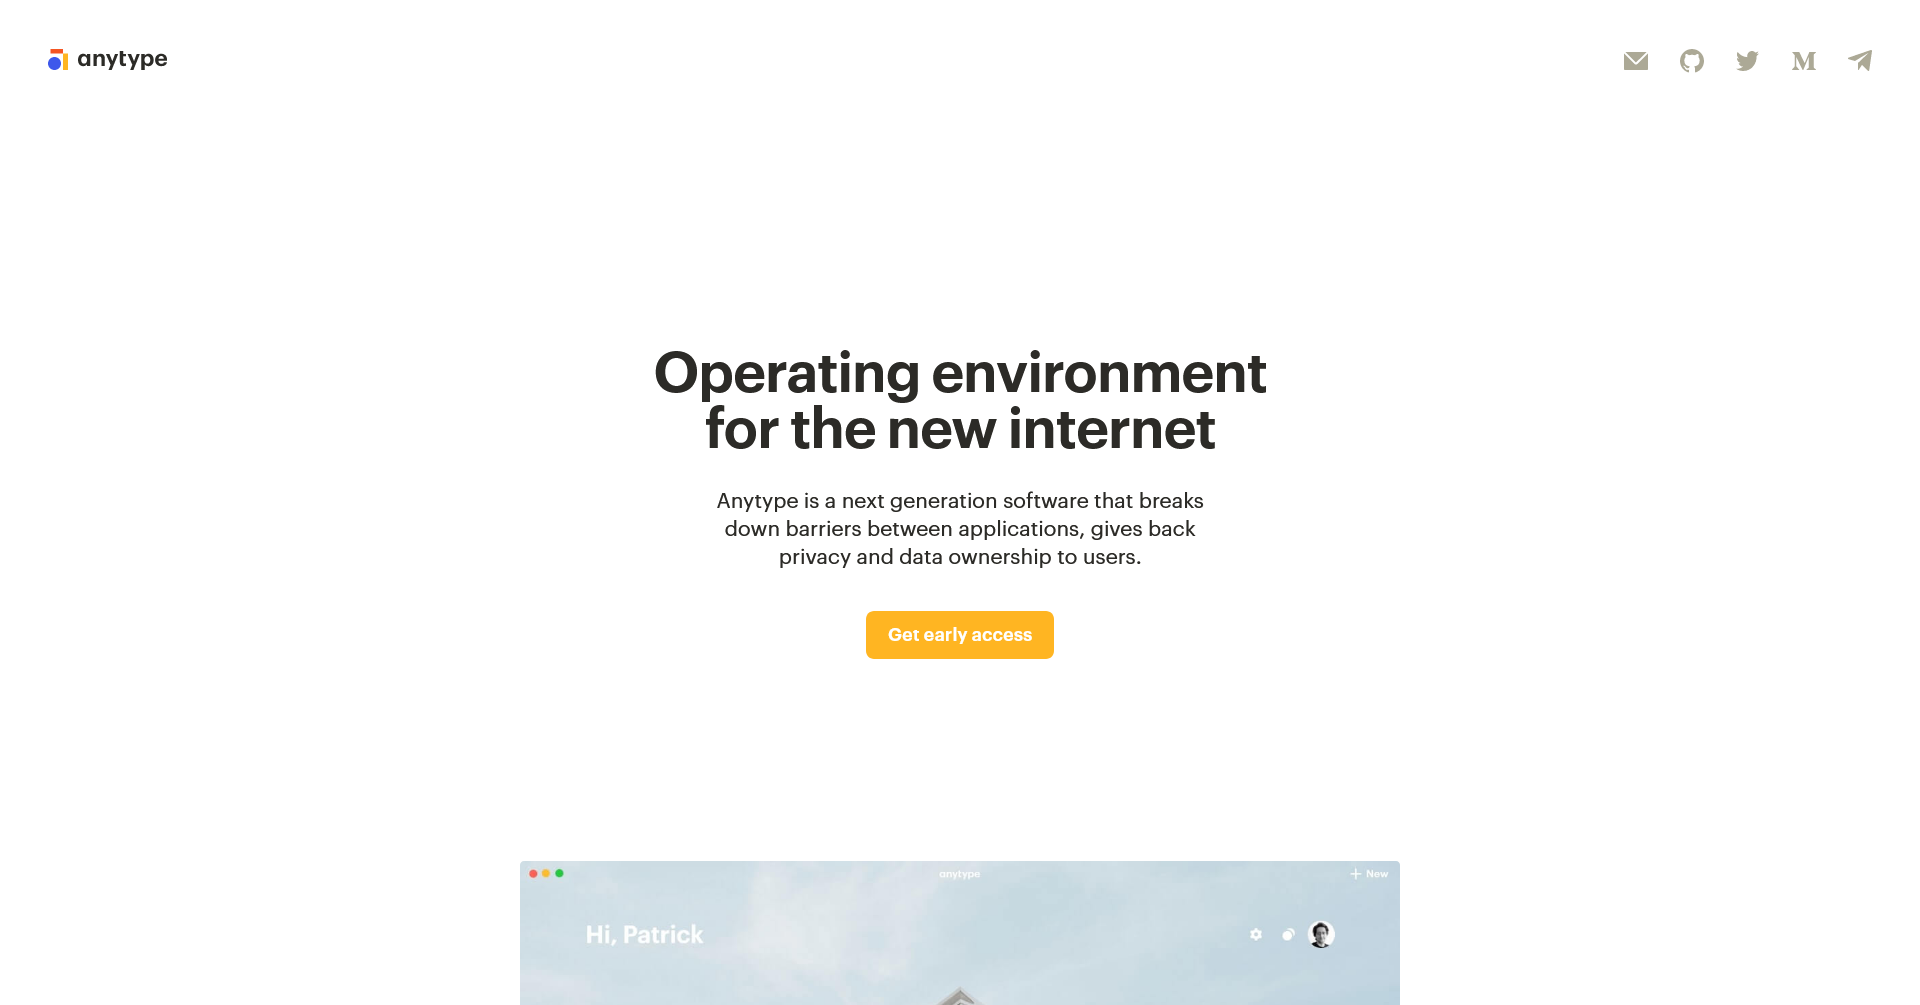 anytype
Operating environment
for the new internet
Anytype is a next generation software that breaks
down barriers between applications, gives back
privacy and data ownership to users.
Get early access
anytype
New
Hi, Patrick